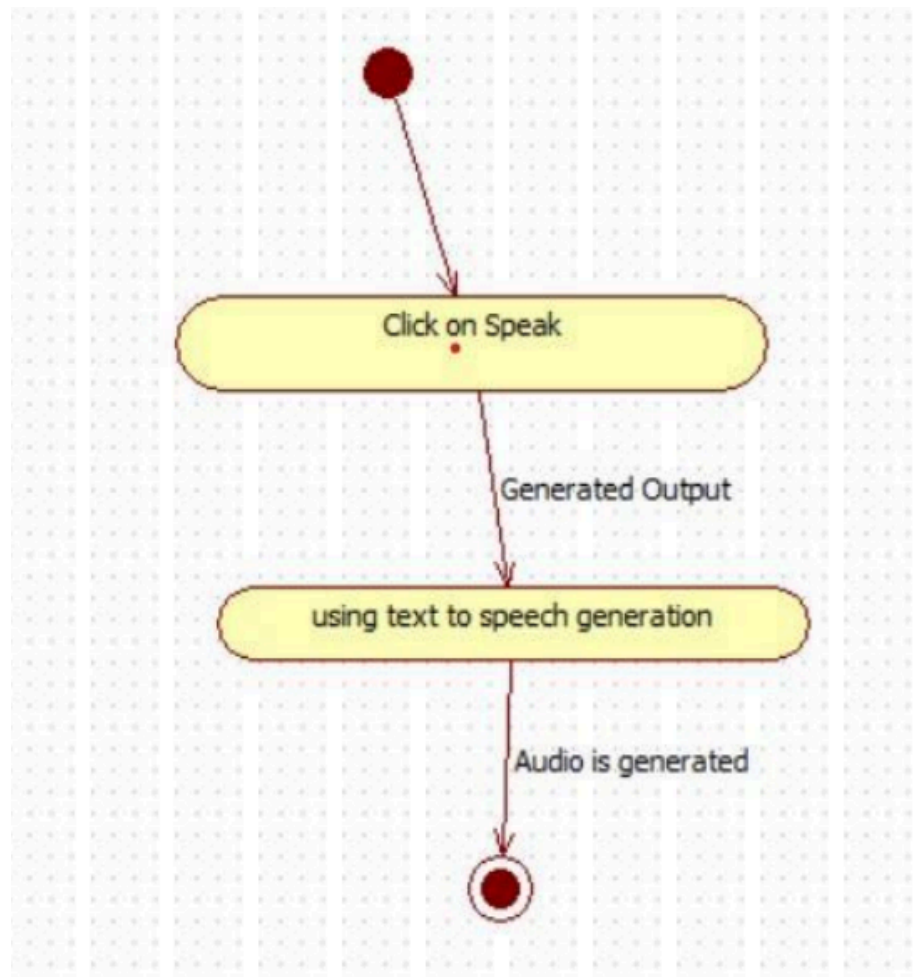 Click on Speak
Generated Output
using text to speech generation
Audio is generated